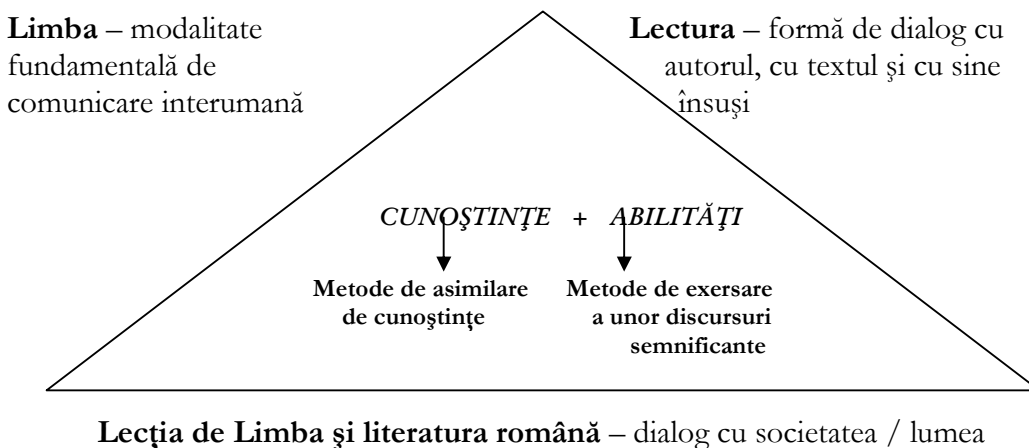 Limba – modalitate
fundamentală de
comunicare interumană
Lectura – formă de dialog cu
autorul, cu textul şi cu sine
însuşi
CUNOŞTINŢE + ABILITĂŢI
Metode de asimilare
de cunoştinţe
Metode de exersare
a unor discursuri
semnificante
Lecţia de Limba şi literatura română – dialog cu societatea / lumea